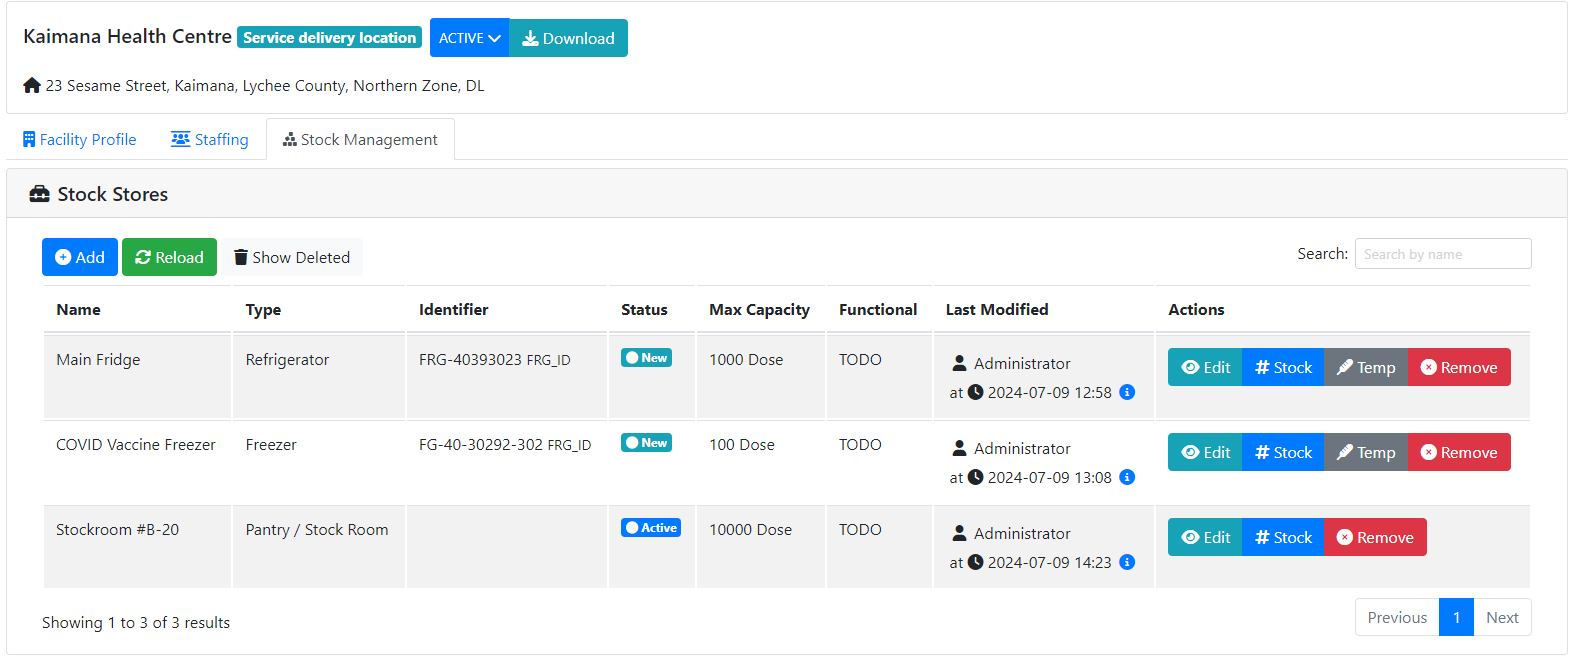 Kaimana Health Centre Service delivery location ACTIVE Download
23 Sesame Street, Kaimana, Lychee County, Northern Zone, DL
Facility Profile Staffing Stock Management
Stock Stores
Add Reload Show Deleted Search: Search by name
Name Type Identifier Status Max Capacity Functional Last Modified Actions
Main Fridge Refrigerator FRG-40393023 FRG_ID New 1000 Dose TODO Administrator Edit # Stock Temp Remove
at 2024-07-09 12:58
COVID Vaccine Freezer Freezer FG-40-30292-302 FRG_ID New 100 Dose TODO Administrator Edit # Stock Temp Remove
at 2024-07-09 13:08
Stockroom #B-20 Pantry / Stock Room Active 10000 Dose TODO Administrator Edit # Stock Remove
at 2024-07-09 14:23
Showing 1 to 3 of 3 results Previous 1 Next